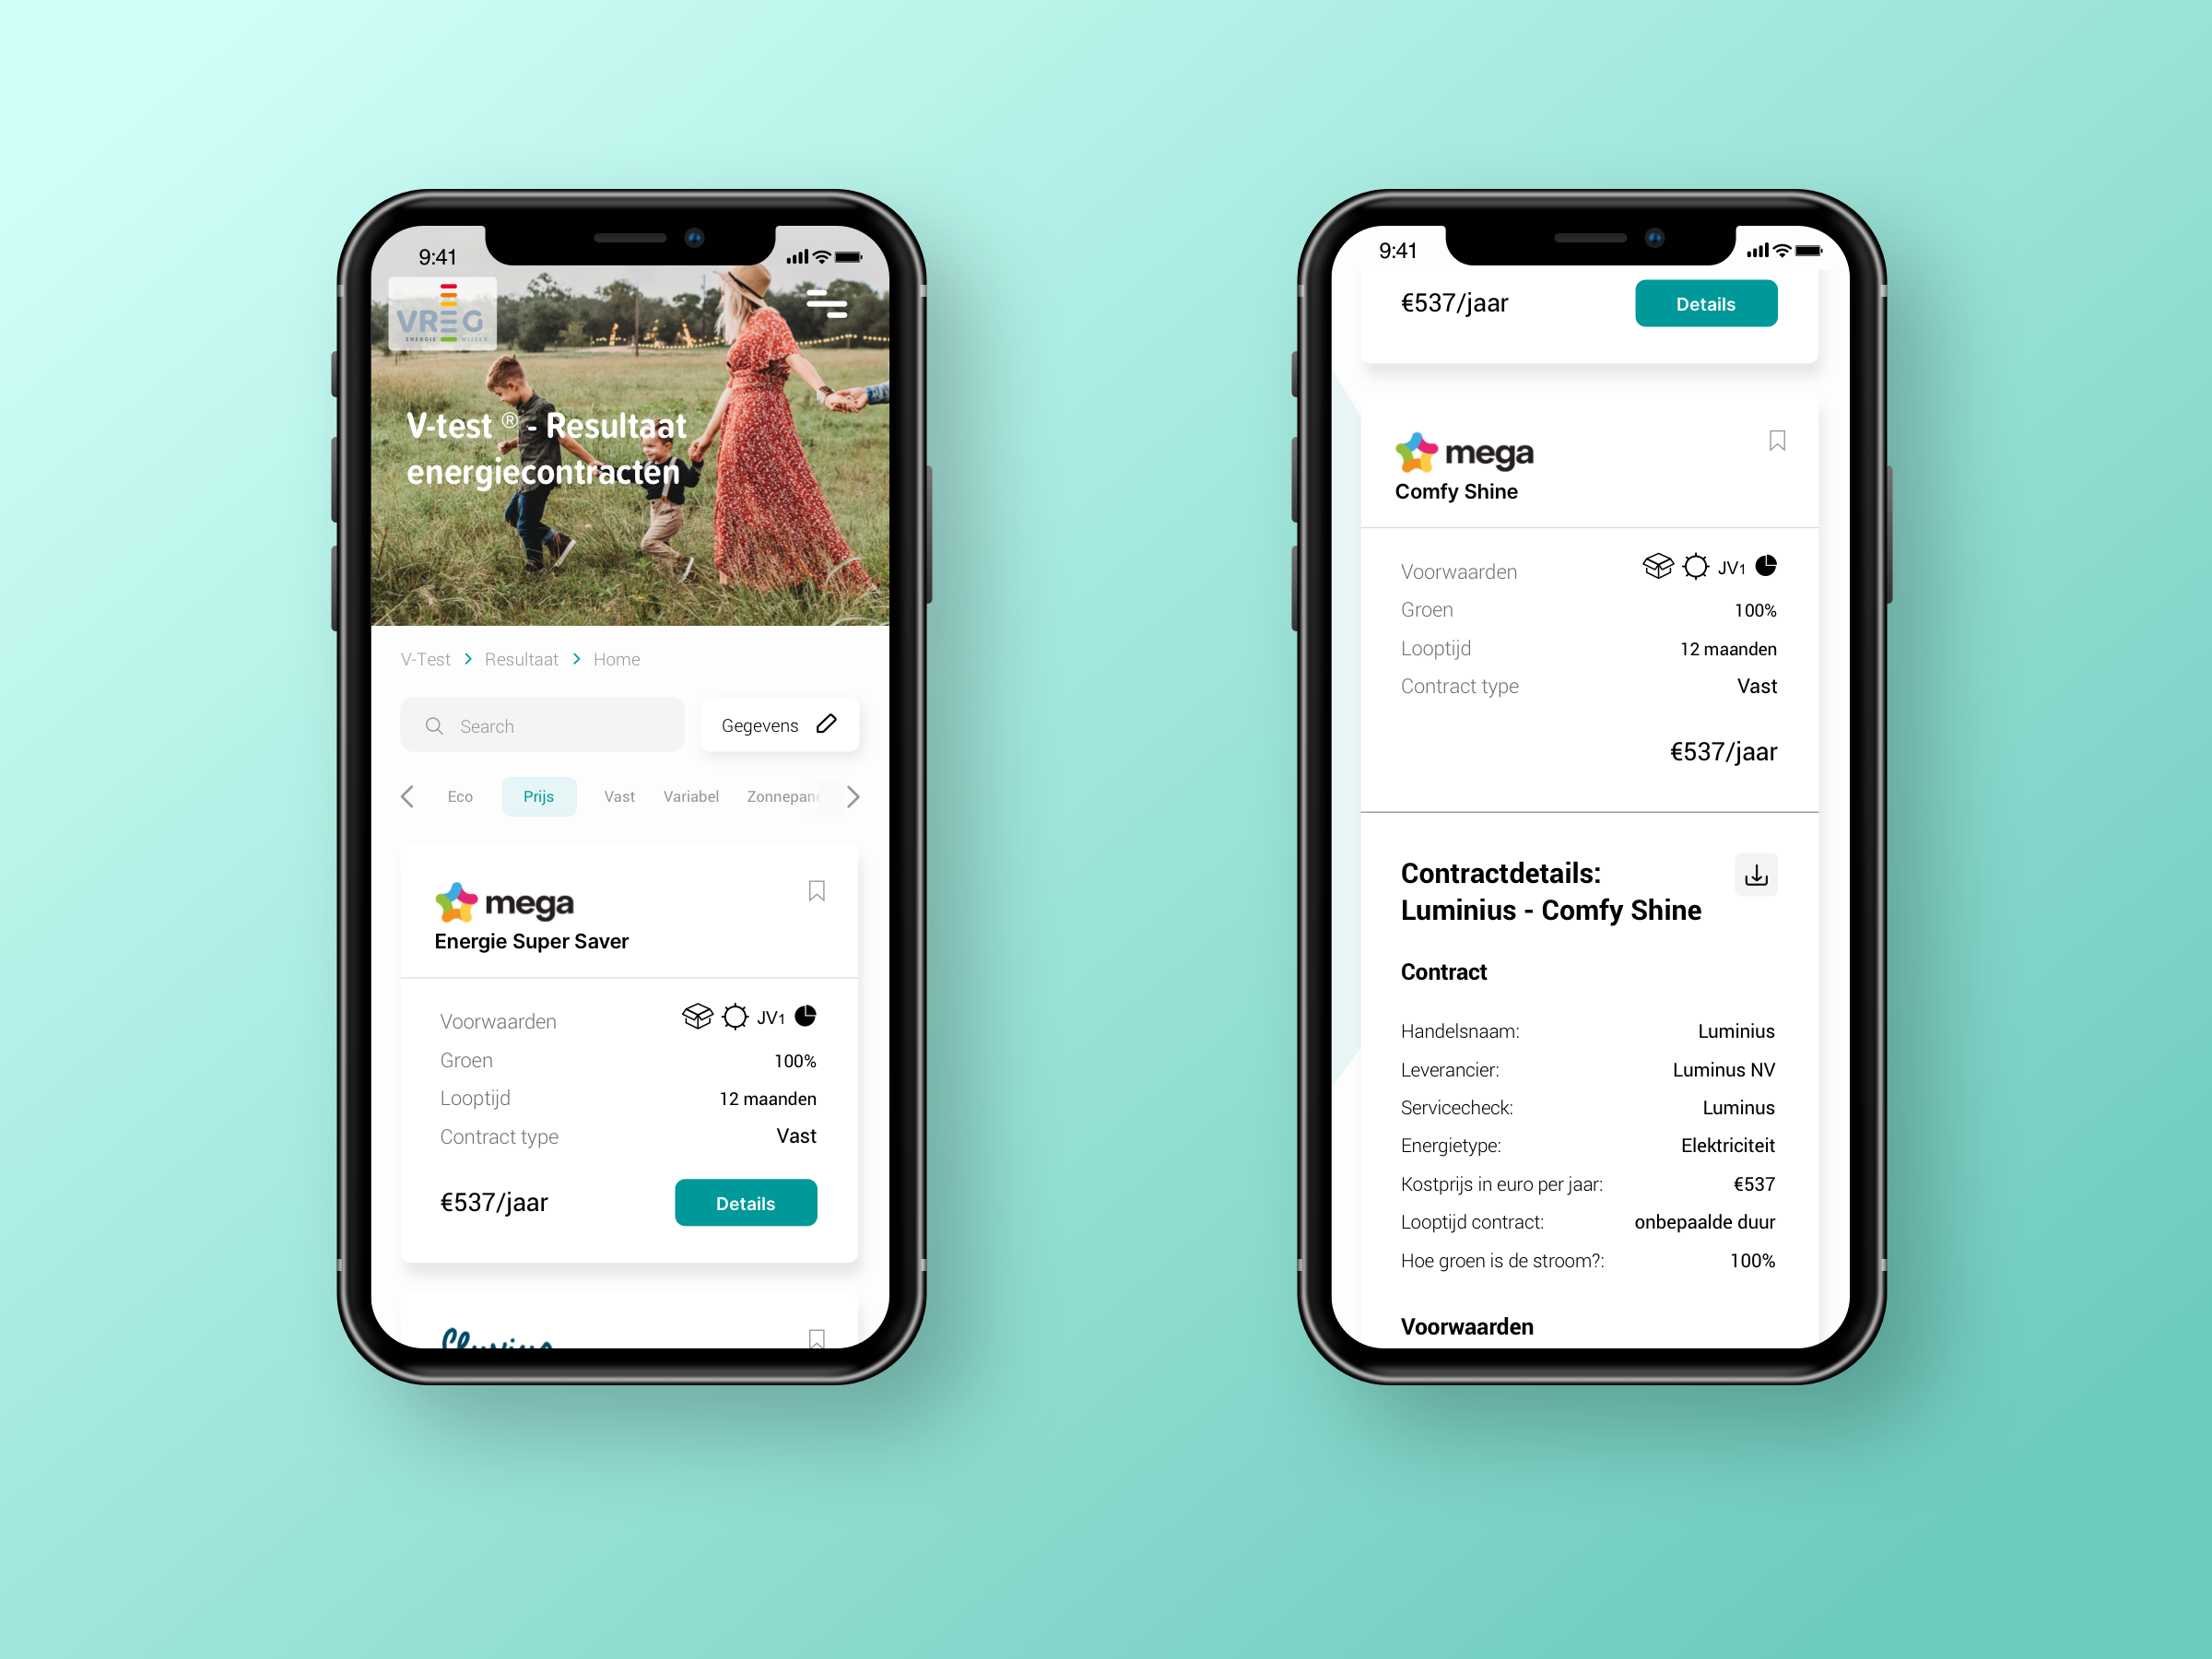 9:41
VREG
ENERGIE WIJZER
V-test ® - Resultaat
energiecontracten
V-Test > Resultaat > Home
Search
Gegevens
Eco Prijs Vast Variabel Zonnepane
mega
Energie Super Saver
Voorwaarden JV1
Groen 100%
Looptijd 12 maanden
Contract type Vast
€537/jaar Details
9:41
€537/jaar Details
mega
Comfy Shine
Voorwaarden JV1
Groen 100%
Looptijd 12 maanden
Contract type Vast
€537/jaar
Contractdetails:
Luminius - Comfy Shine
Contract
Handelsnaam: Luminius
Leverancier: Luminus NV
Servicecheck: Luminus
Energietype: Elektriciteit
Kostprijs in euro per jaar: €537
Looptijd contract: onbepaalde duur
Hoe groen is de stroom?: 100%
Voorwaarden